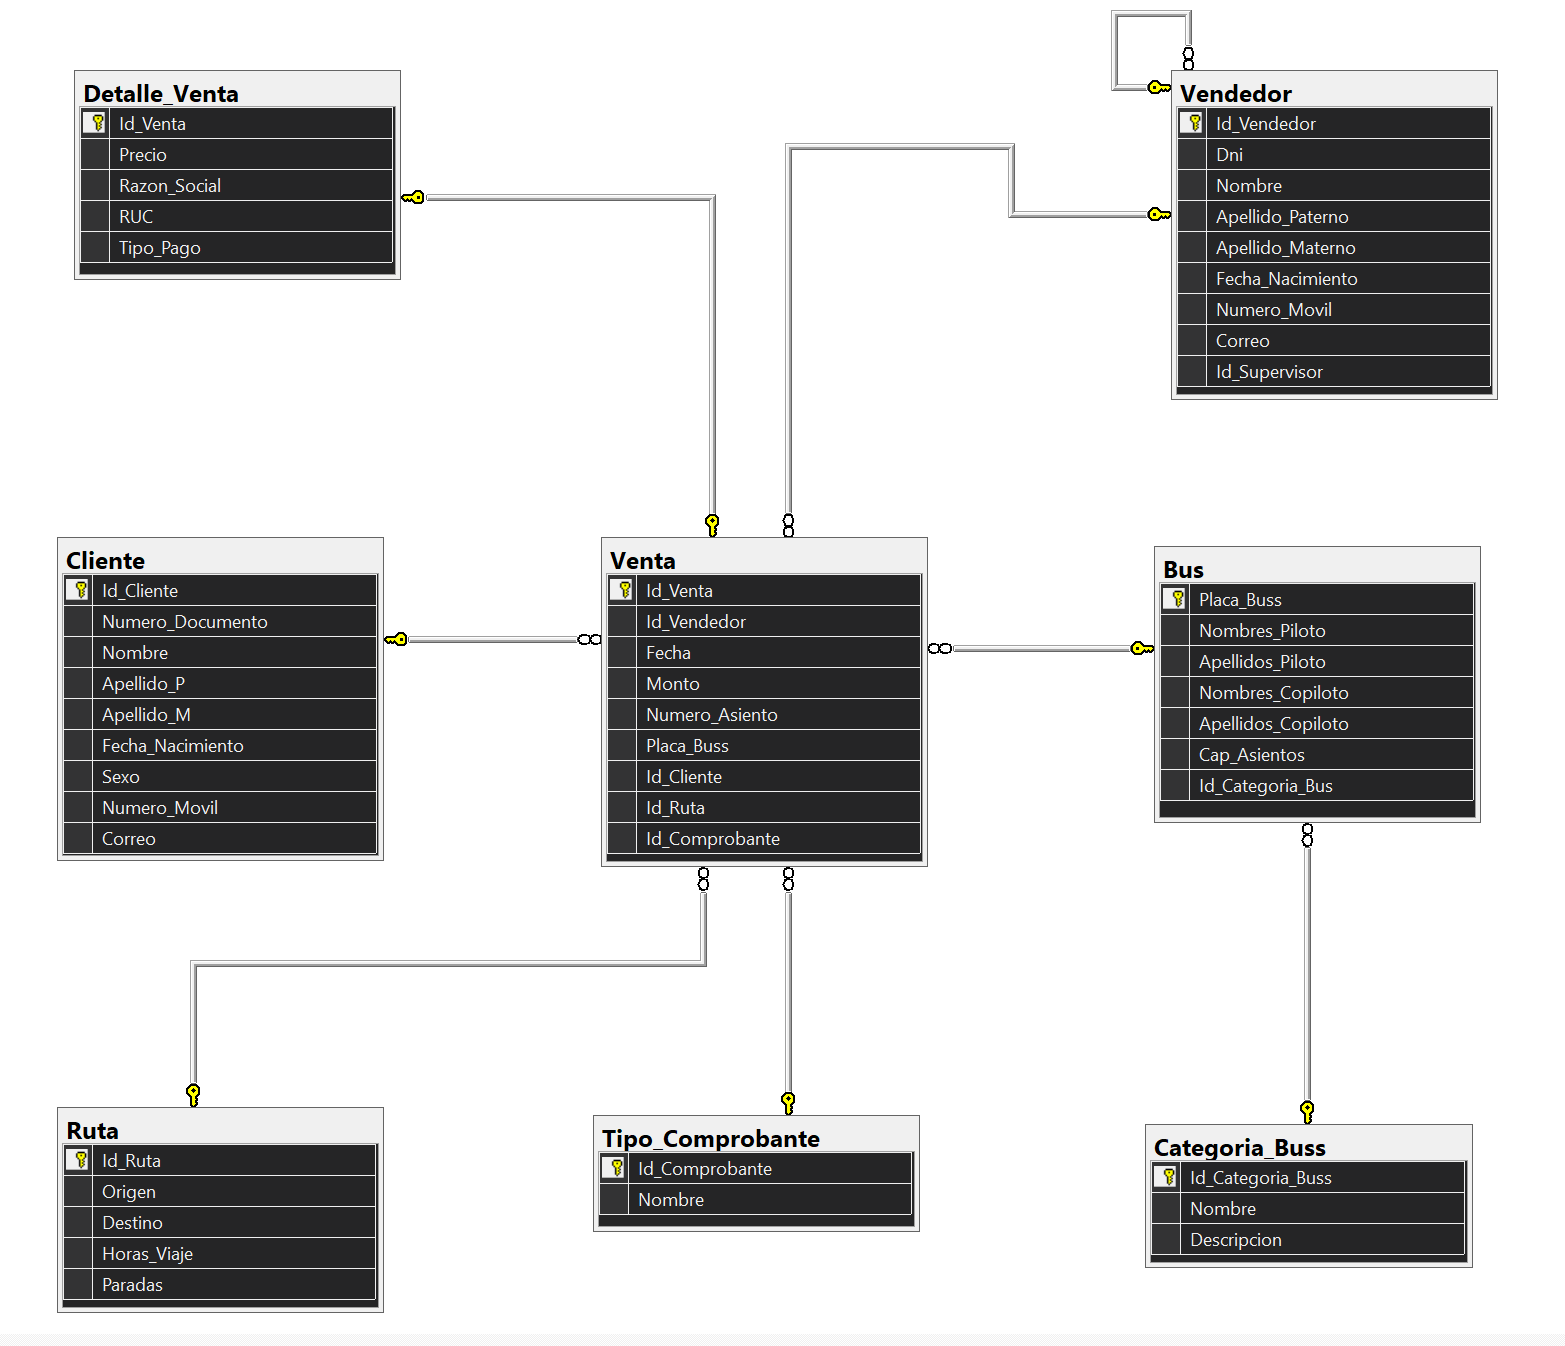 Detalle_Venta
Id_Venta
Precio
Razon_Social
RUC
Tipo_Pago
Vendedor
Id_Vendedor
Dni
Nombre
Apellido_Paterno
Apellido_Materno
Fecha_Nacimiento
Numero_Movil
Correo
Id_Supervisor
Cliente
Id_Cliente
Numero_Documento
Nombre
Apellido_P
Apellido_M
Fecha_Nacimiento
Sexo
Numero_Movil
Correo
Venta
Id_Venta
Id_Vendedor
Fecha
Monto
Numero_Asiento
Placa_Buss
Id_Cliente
Id_Ruta
Id_Comprobante
Bus
Placa_Buss
Nombres_Piloto
Apellidos_Piloto
Nombres_Copiloto
Apellidos_Copiloto
Cap_Asientos
Id_Categoria_Bus
Ruta
Id_Ruta
Origen
Destino
Horas_Viaje
Paradas
Tipo_Comprobante
Id_Comprobante
Nombre
Categoria_Buss
Id_Categoria_Buss
Nombre
Descripcion